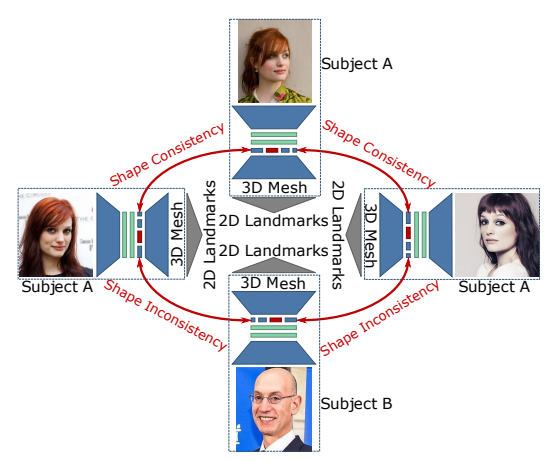 Subject A
Shape Consistency
Shape Consistency
3D Mesh
2D Landmarks
3D Mesh
2D Landmarks
2D Landmarks
3D Mesh
2D Landmarks
Subject A
Subject A
3D Mesh
Shape Inconsistency
Shape Inconsistency
Subject B